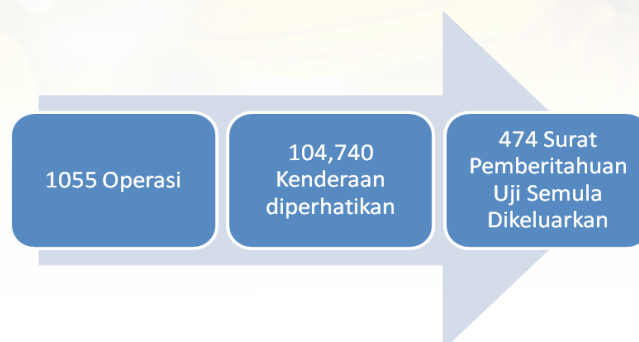 1055 Operasi
104,740
Kenderaan
diperhatikan
474 Surat
Pemberitahuan
Uji Semula
Dikeluarkan